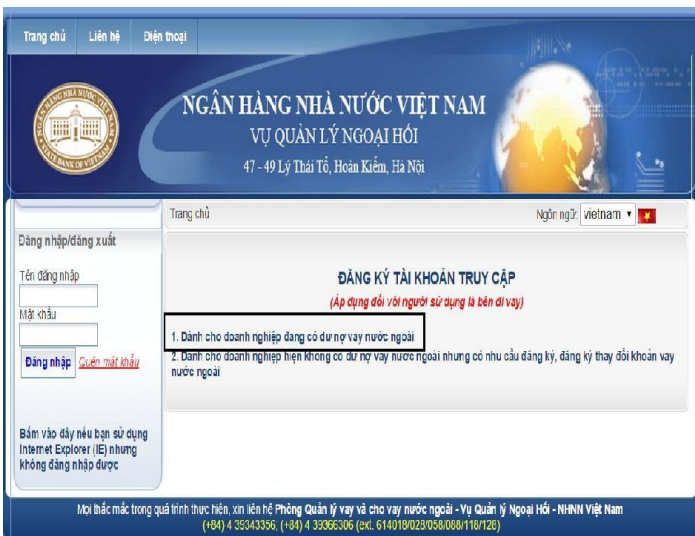 Trang chủ Liên hệ Điện thoại
NGÂN HÀNG NHÀ NƯỚC VIỆT NAM
STATE BANK OF VIETNAM
VỤ QUẢN LÝ NGOẠI HỐI
47 - 49 Lý Thái Tổ, Hoàn Kiếm, Hà Nội
Trang chủ
Ngôn ngữ: vietnam
Đăng nhập/đăng xuất
Tên đăng nhập
Mật khẩu
Đăng nhập Quên mật khẩu
Bấm vào đây nếu bạn sử dụng
Internet Explorer (IE) nhưng
không đăng nhập được
ĐĂNG KÝ TÀI KHOẢN TRUY CẬP
(Áp dụng đối với người sử dụng là bên đi vay)
1. Dành cho doanh nghiệp đang có dư nợ vay nước ngoài
2. Dành cho doanh nghiệp hiện không có dư nợ vay nước ngoài nhưng có nhu cầu đăng ký, đăng ký thay đổi khoản vay
nước ngoài
Mọi thắc mắc trong quá trình thực hiện, xin liên hệ Phòng Quản lý vay và cho vay nước ngoài - Vụ Quản lý Ngoại Hối - NHNN Việt Nam
(+84) 4 39343356, (+84) 4 39366306 (ext. 614018/028/058/088/118/128)